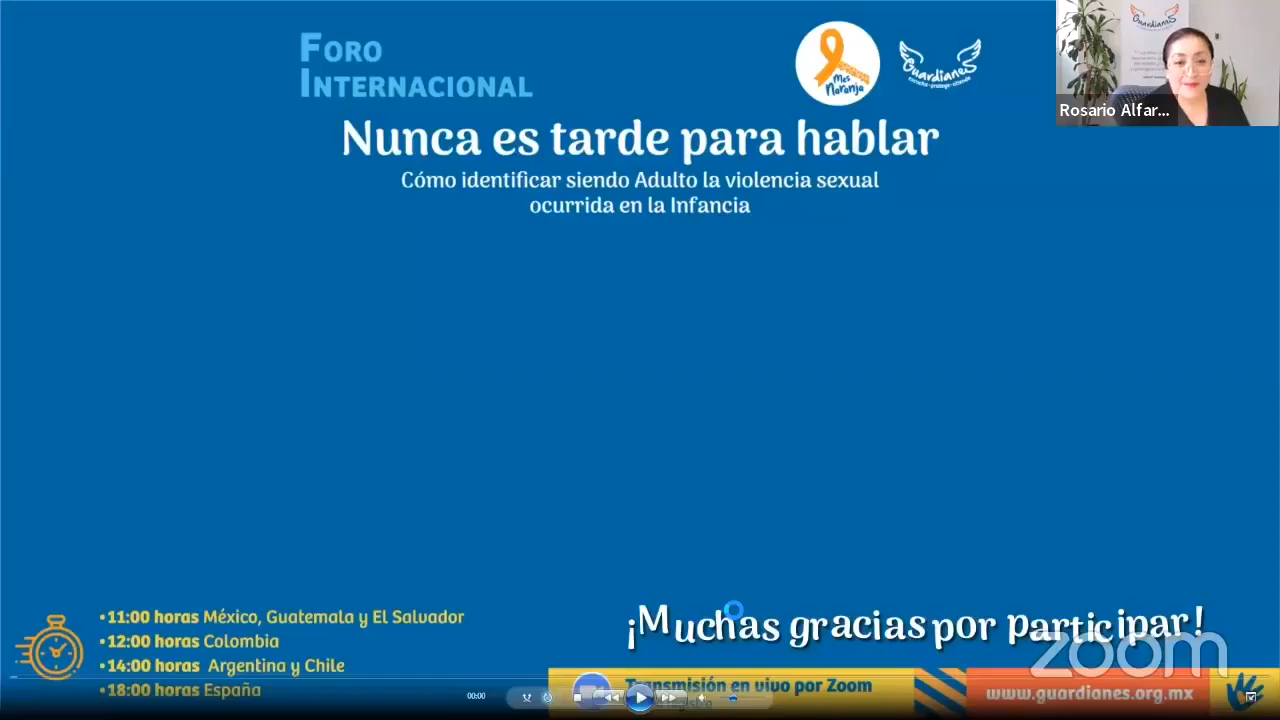 Foro
Internacional
Mes
Naranja
Guardianes
Guardianes
Rosario Alfar...
Nunca es tarde para hablar
Cómo identificar siendo Adulto la violencia sexual
ocurrida en la Infancia
•11:00 horas México, Guatemala y El Salvador
•12:00 horas Colombia
•14:00 horas Argentina y Chile
•18:00 horas España
¡Muchas gracias por participar!
zoom
Transmisión en vivo por Zoom
00:00
www.guardianes.org.mx